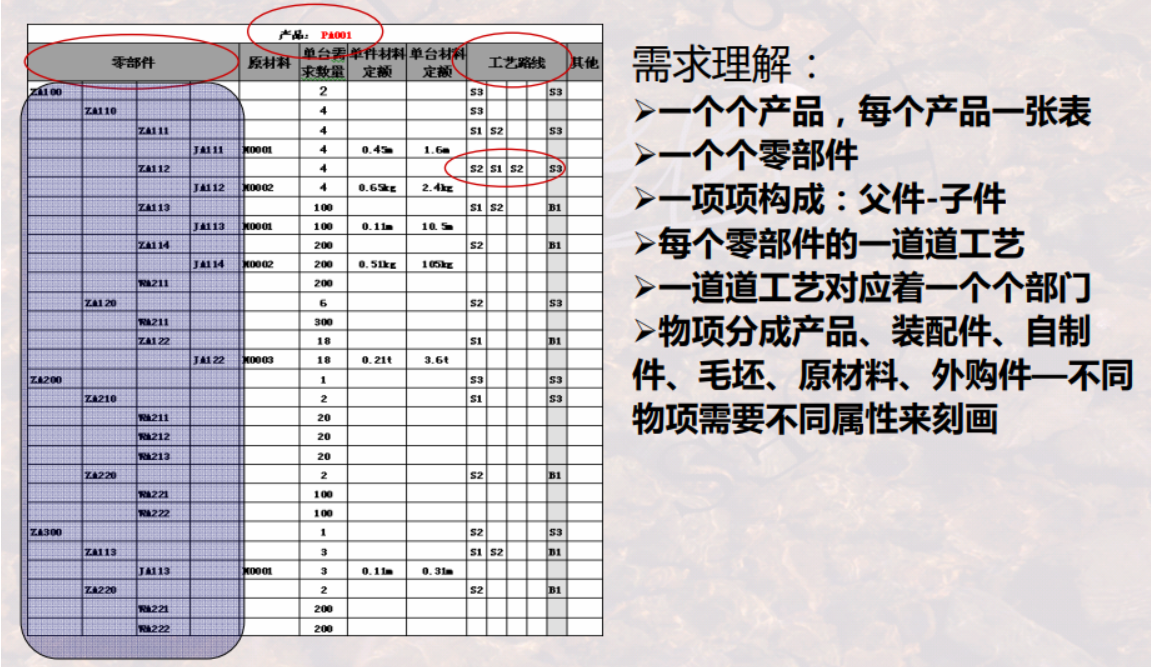 产品: PA001
零部件 原材料 单台需求数量 单件材料定额 单台材料定额 工艺路线 其他
ZA100 2 S3 S3
ZA110 4 S3
ZA111 4 S1 S2 S3
JA111 M0001 4 0.45m 1.6m
ZA112 4 S2 S1 S2 S3
JA112 M0002 4 0.65kg 2.4kg
ZA113 100 S1 S2 B1
JA113 M0001 100 0.11m 10.5m
ZA114 200 S2 B1
JA114 M0002 200 0.51kg 105kg
WA211 200
ZA120 6 S2 S3
WA211 300
ZA122 18 S1 B1
JA122 M0003 18 0.21t 3.6t
ZA200 1 S3 S3
ZA210 2 S1 S3
WA211 20
WA212 20
WA213 20
ZA220 2 S2 B1
WA221 100
WA222 100
ZA300 1 S2 S3
ZA113 3 S1 S2 B1
JA113 M0001 3 0.11m 0.31m
ZA220 2 S2 B1
WA221 200
WA222 200
需求理解：
➢一个个产品，每个产品一张表
➢一个个零部件
➢一项项构成：父件-子件
➢每个零部件的一道道工艺
➢一道道工艺对应着一个个部门
➢物项分成产品、装配件、自制
件、毛坯、原材料、外购件—不同
物项需要不同属性来刻画